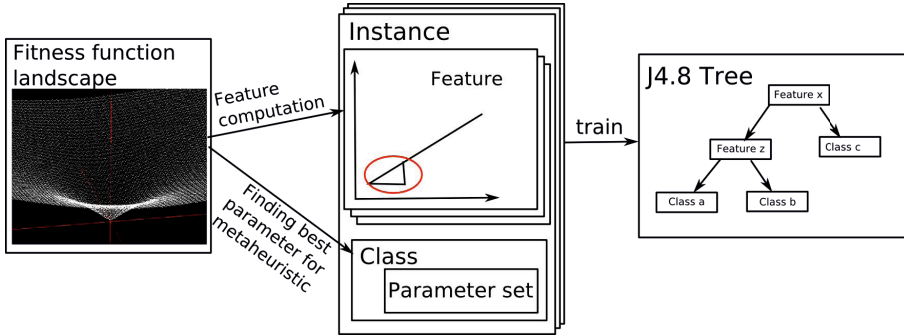 Fitness function
landscape
Feature
computation
Finding best
parameter for
metaheuristic
Instance
Feature
Class
Parameter set
train
J4.8 Tree
Feature x
Feature z
Class c
Class a
Class b